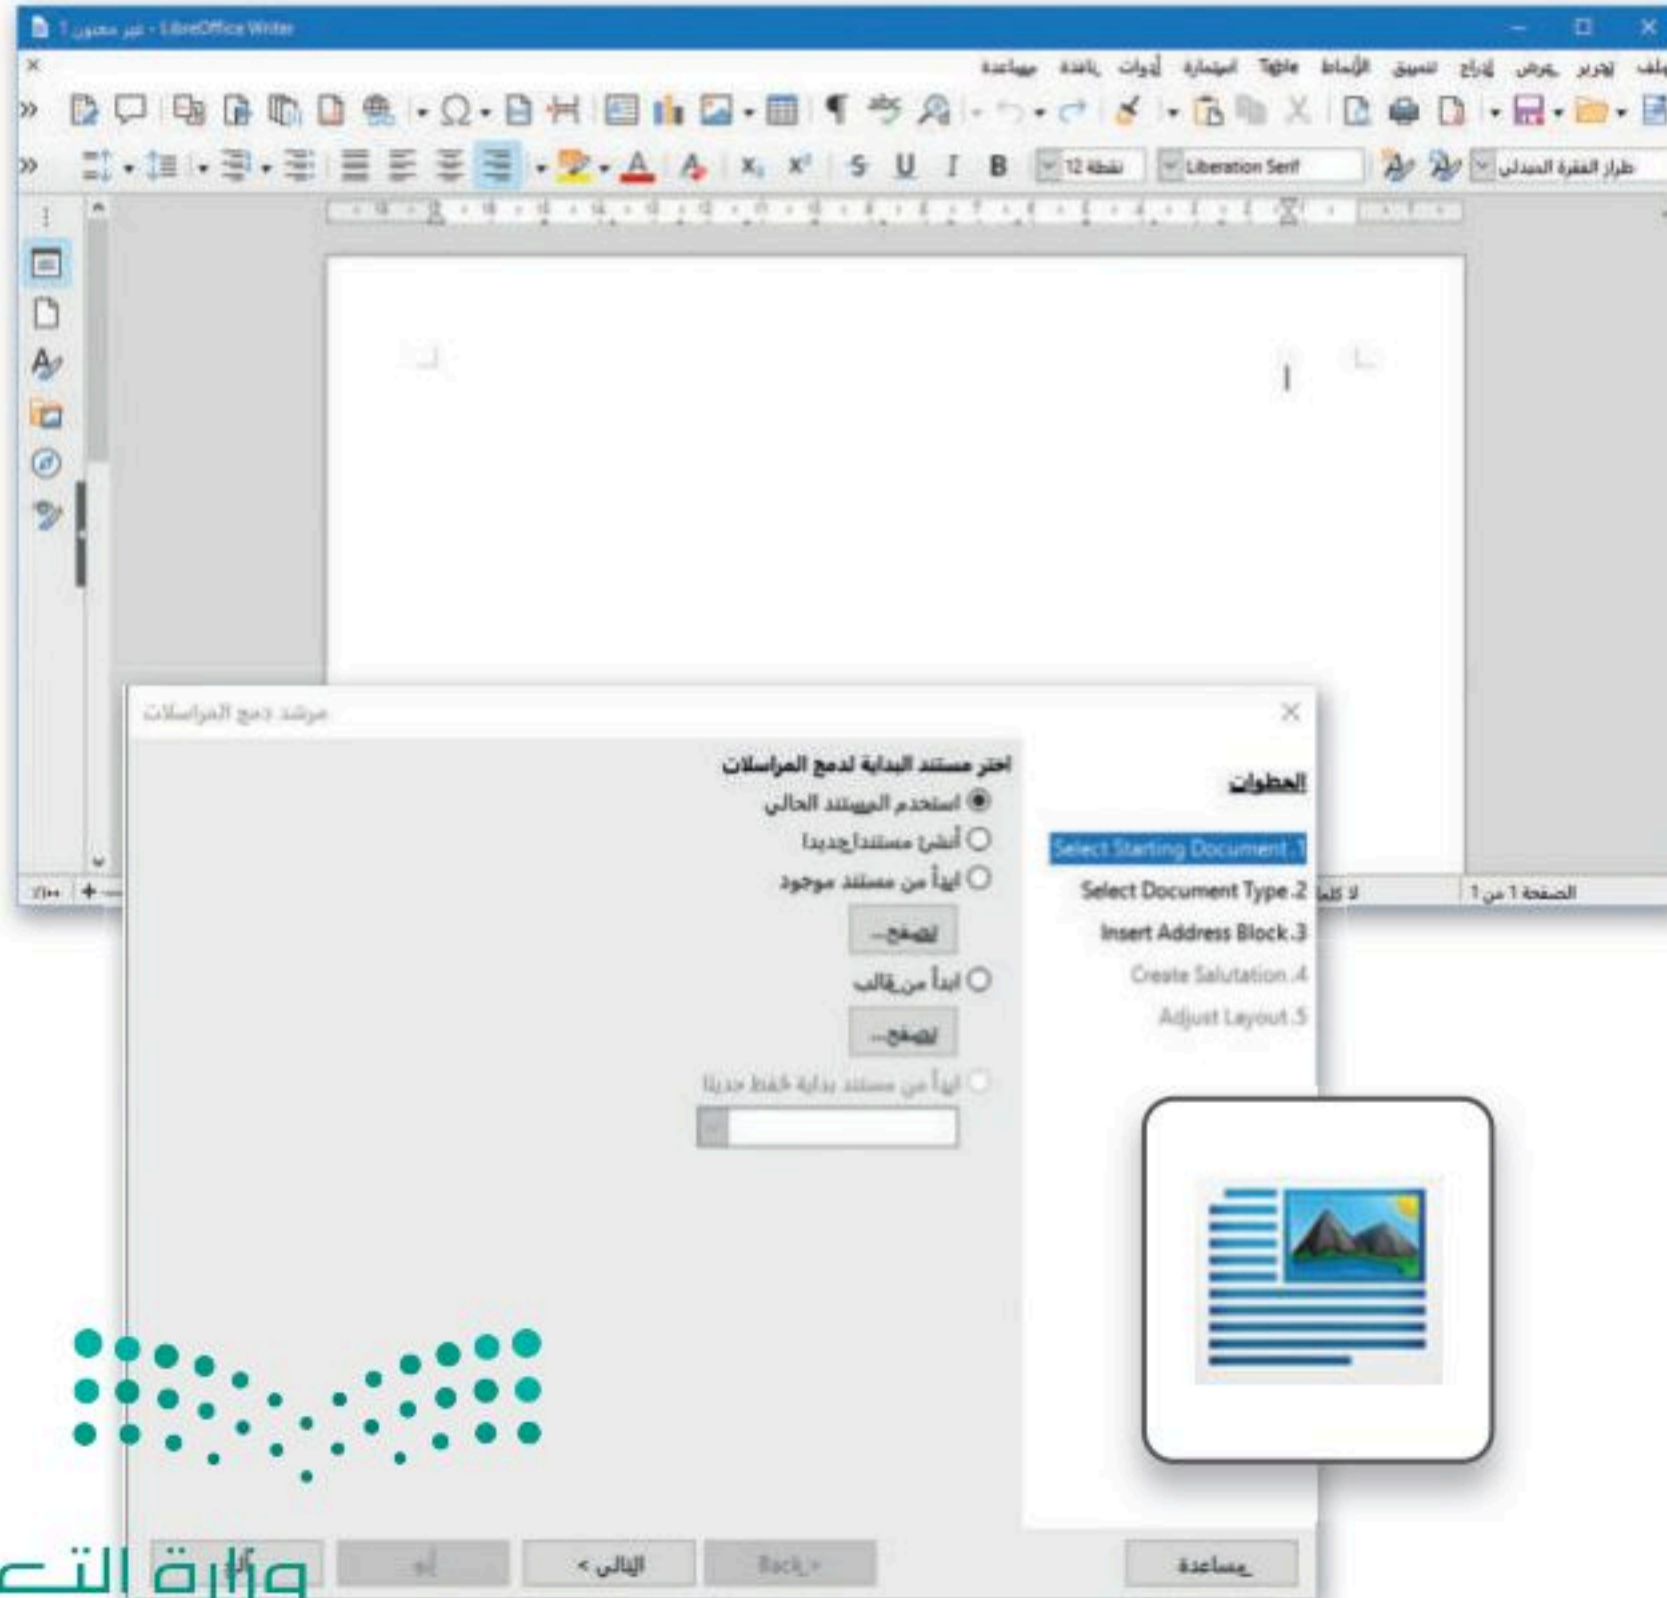 غير معنون 1 - LibreOffice Writer
ملف تحرير عرض إدراج تنسيق الأنماط Table استمارة أدوات نافذة مساعدة
طراز الفقرة المبدئي Liberation Serif 12 نقطة
مرشد دمج المراسلات
الخطوات
1. Select Starting Document
2. Select Document Type
3. Insert Address Block
4. Create Salutation
5. Adjust Layout
اختر مستند البداية لدمج المراسلات
استخدم المستند الحالي
أنشئ مستندا جديدا
ابدأ من مستند موجود
تصفح...
ابدأ من قالب
تصفح...
ابدأ من مستند بداية حُفظ حديثا
الصفحة 1 من 1
مساعدة
< Back
التالي >
وزارة التع